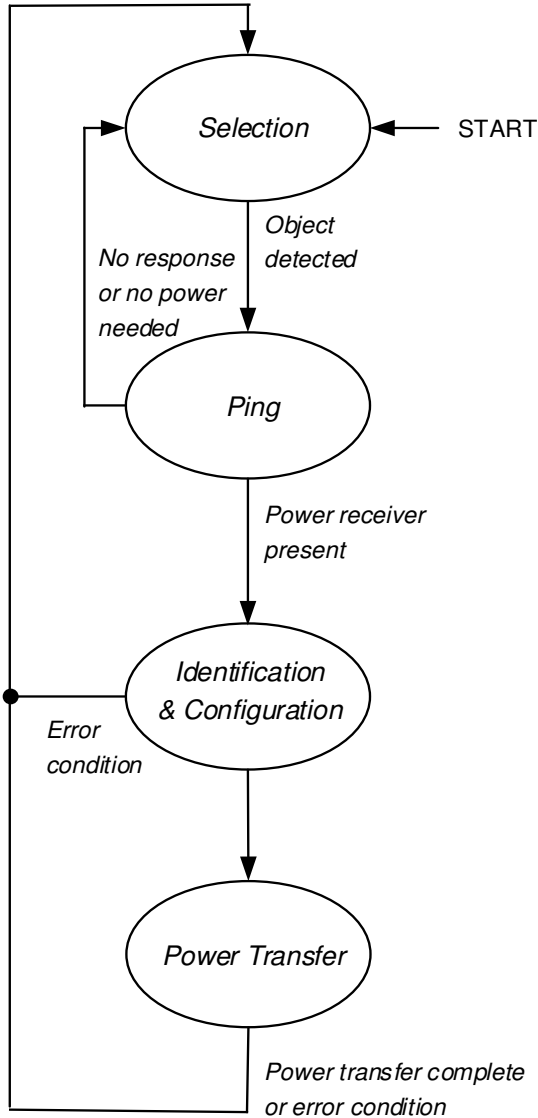 Selection
START
Object
detected
No response
or no power
needed
Ping
Power receiver
present
Identification
& Configuration
Error
condition
Power Transfer
Power transfer complete
or error condition